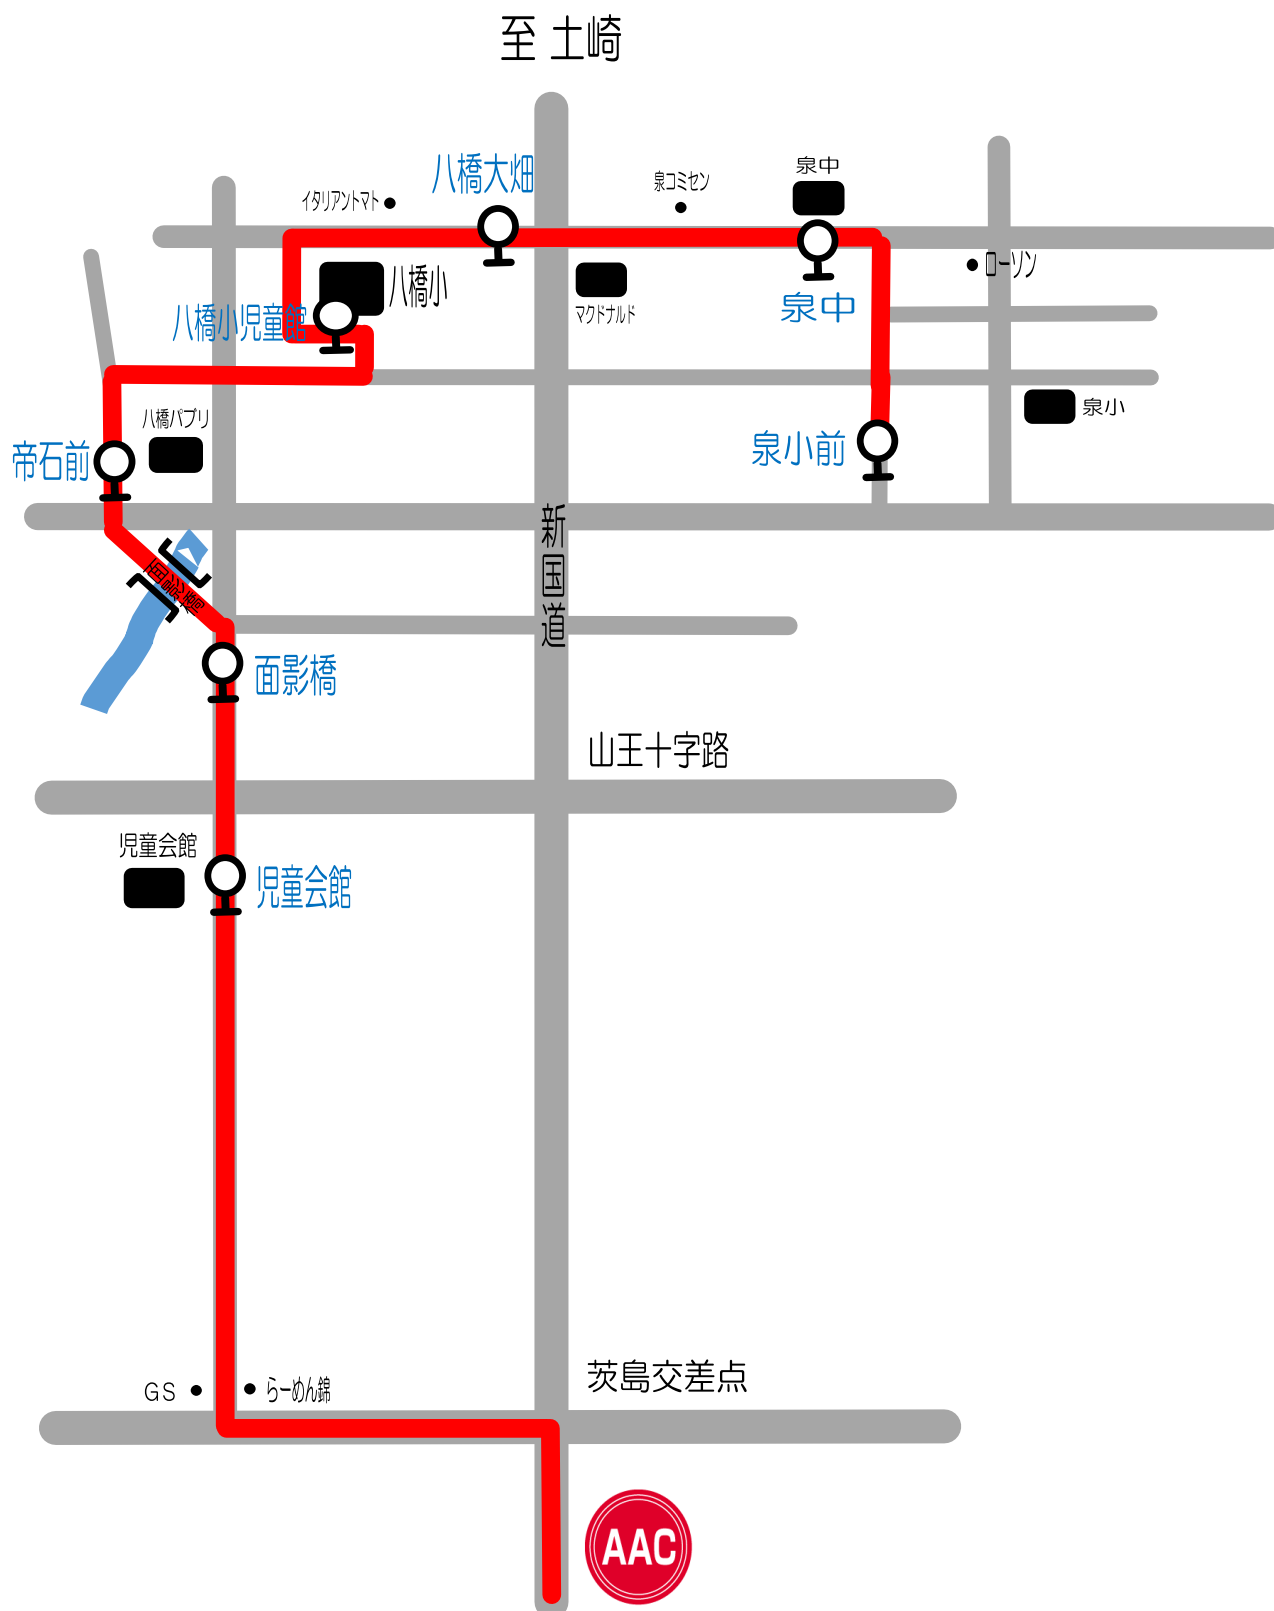 至 土崎
八橋大畑
泉中
イタリアントマト
泉コミセン
ローソン
八橋小
八橋小児童館
マクドナルド
泉中
八橋パブリ
泉小
帝石前
泉小前
新国道
面影橋
面影橋
山王十字路
児童会館
児童会館
GS
らーめん錦
茨島交差点
AAC